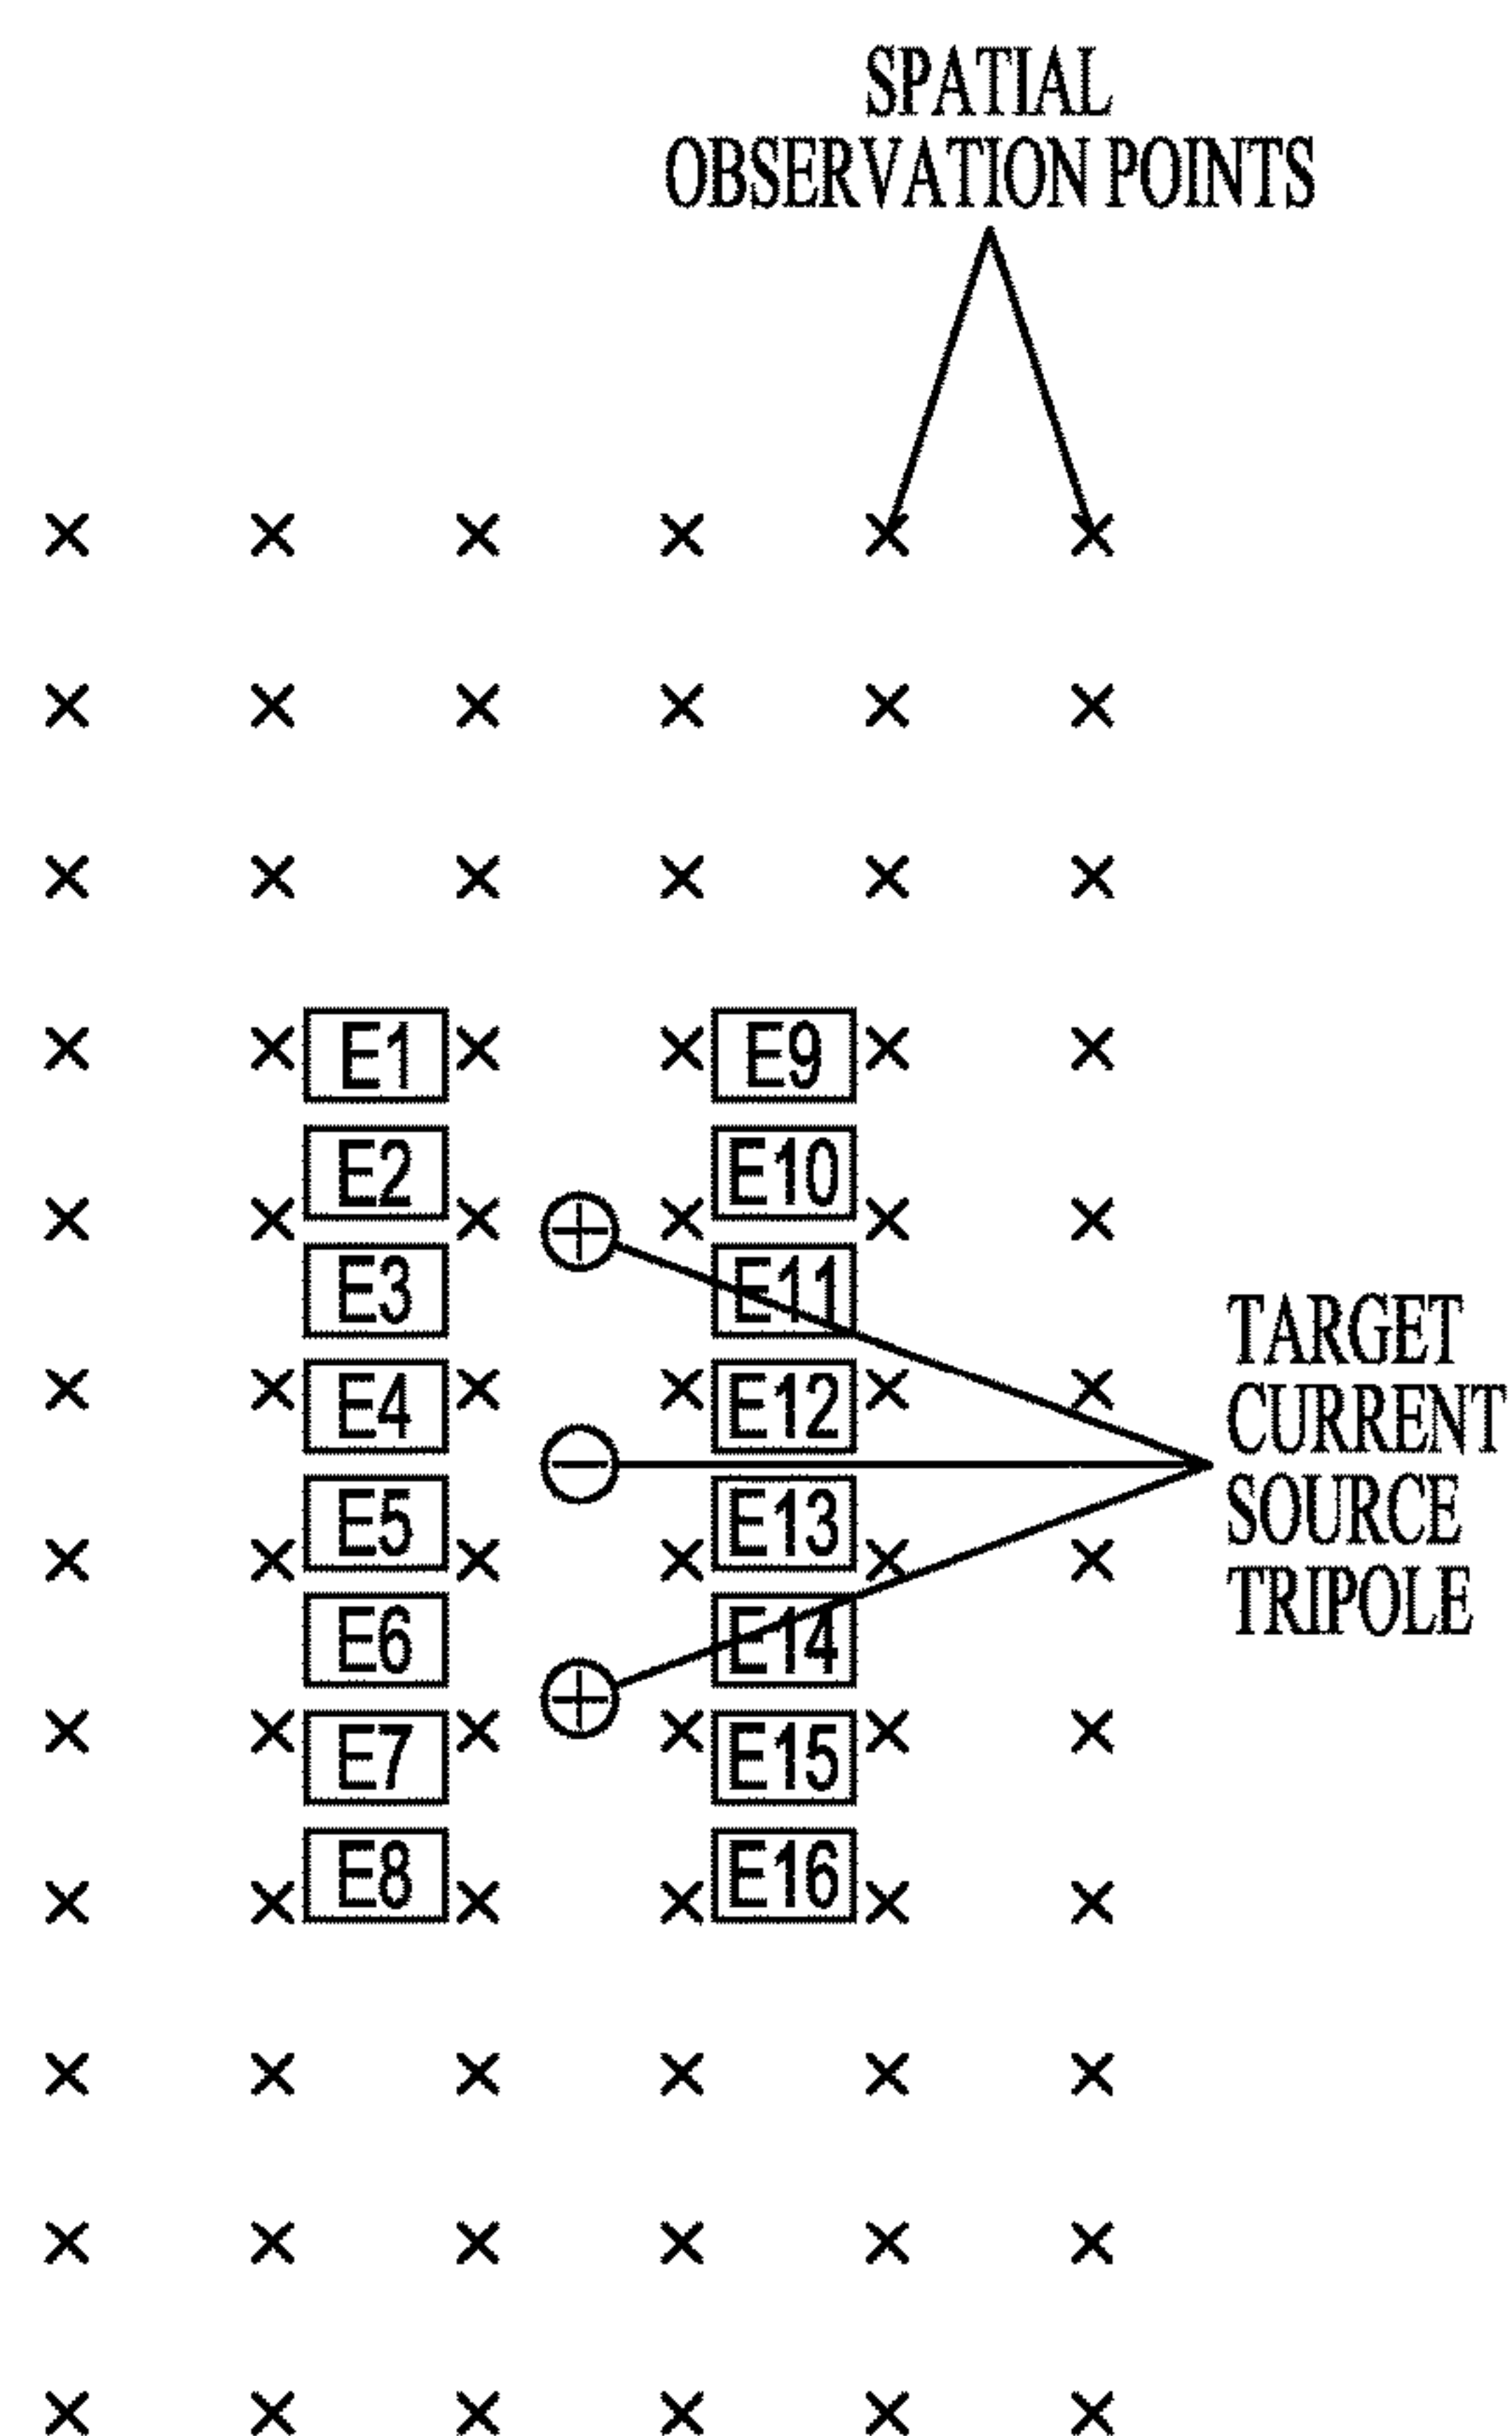 SPATIAL
OBSERVATION POINTS
E1
E9
E2
E10
E3
E11
E4
E12
E5
E13
E6
E14
E7
E15
E8
E16
TARGET
CURRENT
SOURCE
TRIPOLE